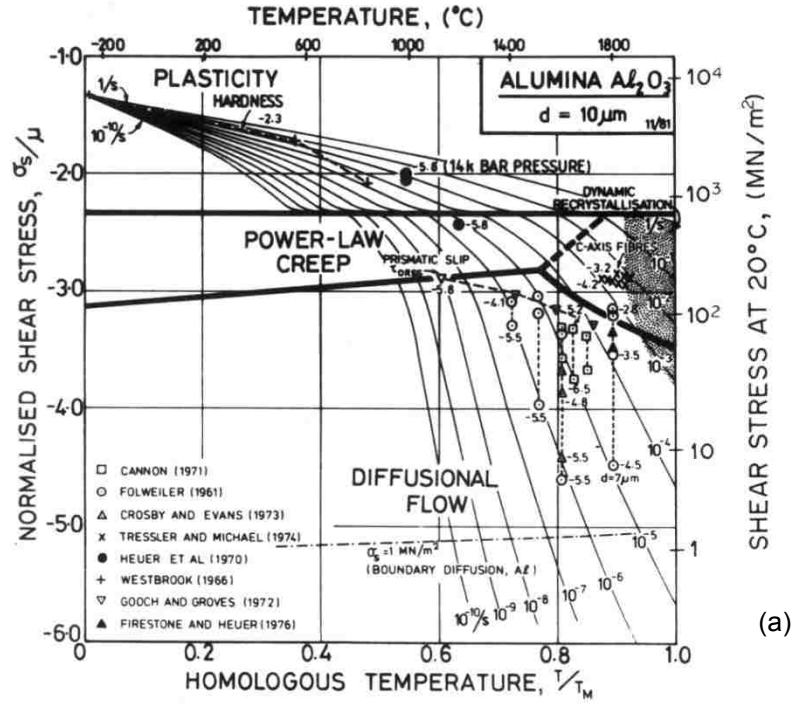 TEMPERATURE, (°C)
-200 200 600 1000 1400 1800
-1·0
-2·0
-3·0
-4·0
-5·0
-6·0
NORMALISED SHEAR STRESS, σs/μ
PLASTICITY
HARDNESS
1/s
10⁻¹⁰/s
-2.3
ALUMINA Aℓ₂O₃
d = 10μm
11/81
-5.8 (14k BAR PRESSURE)
DYNAMIC
RECRYSTALLISATION
-5.8
1/s
POWER-LAW
CREEP
C-AXIS FIBRES
PRISMATIC SLIP
-3.2
-4.2
-5.8
-4.1
-5.2
-5.5
-3.5
10⁻³
-6.5
-4.8
-5.5
-5.5
-5.5
-4.5
d=7μm
10⁻⁴
DIFFUSIONAL
FLOW
σs = 1 MN/m²
(BOUNDARY DIFFUSION, Aℓ)
10⁻⁵
10⁻⁶
10⁻⁷
10⁻⁸
10⁻⁹
10⁻¹⁰/s
CANNON (1971)
FOLWEILER (1961)
CROSBY AND EVANS (1973)
TRESSLER AND MICHAEL (1974)
HEUER ET AL (1970)
WESTBROOK (1966)
GOOCH AND GROVES (1972)
FIRESTONE AND HEUER (1976)
10⁴
10³
10²
10
1
SHEAR STRESS AT 20°C, (MN/m²)
(a)
0 0.2 0.4 0.6 0.8 1.0
HOMOLOGOUS TEMPERATURE, T/TM